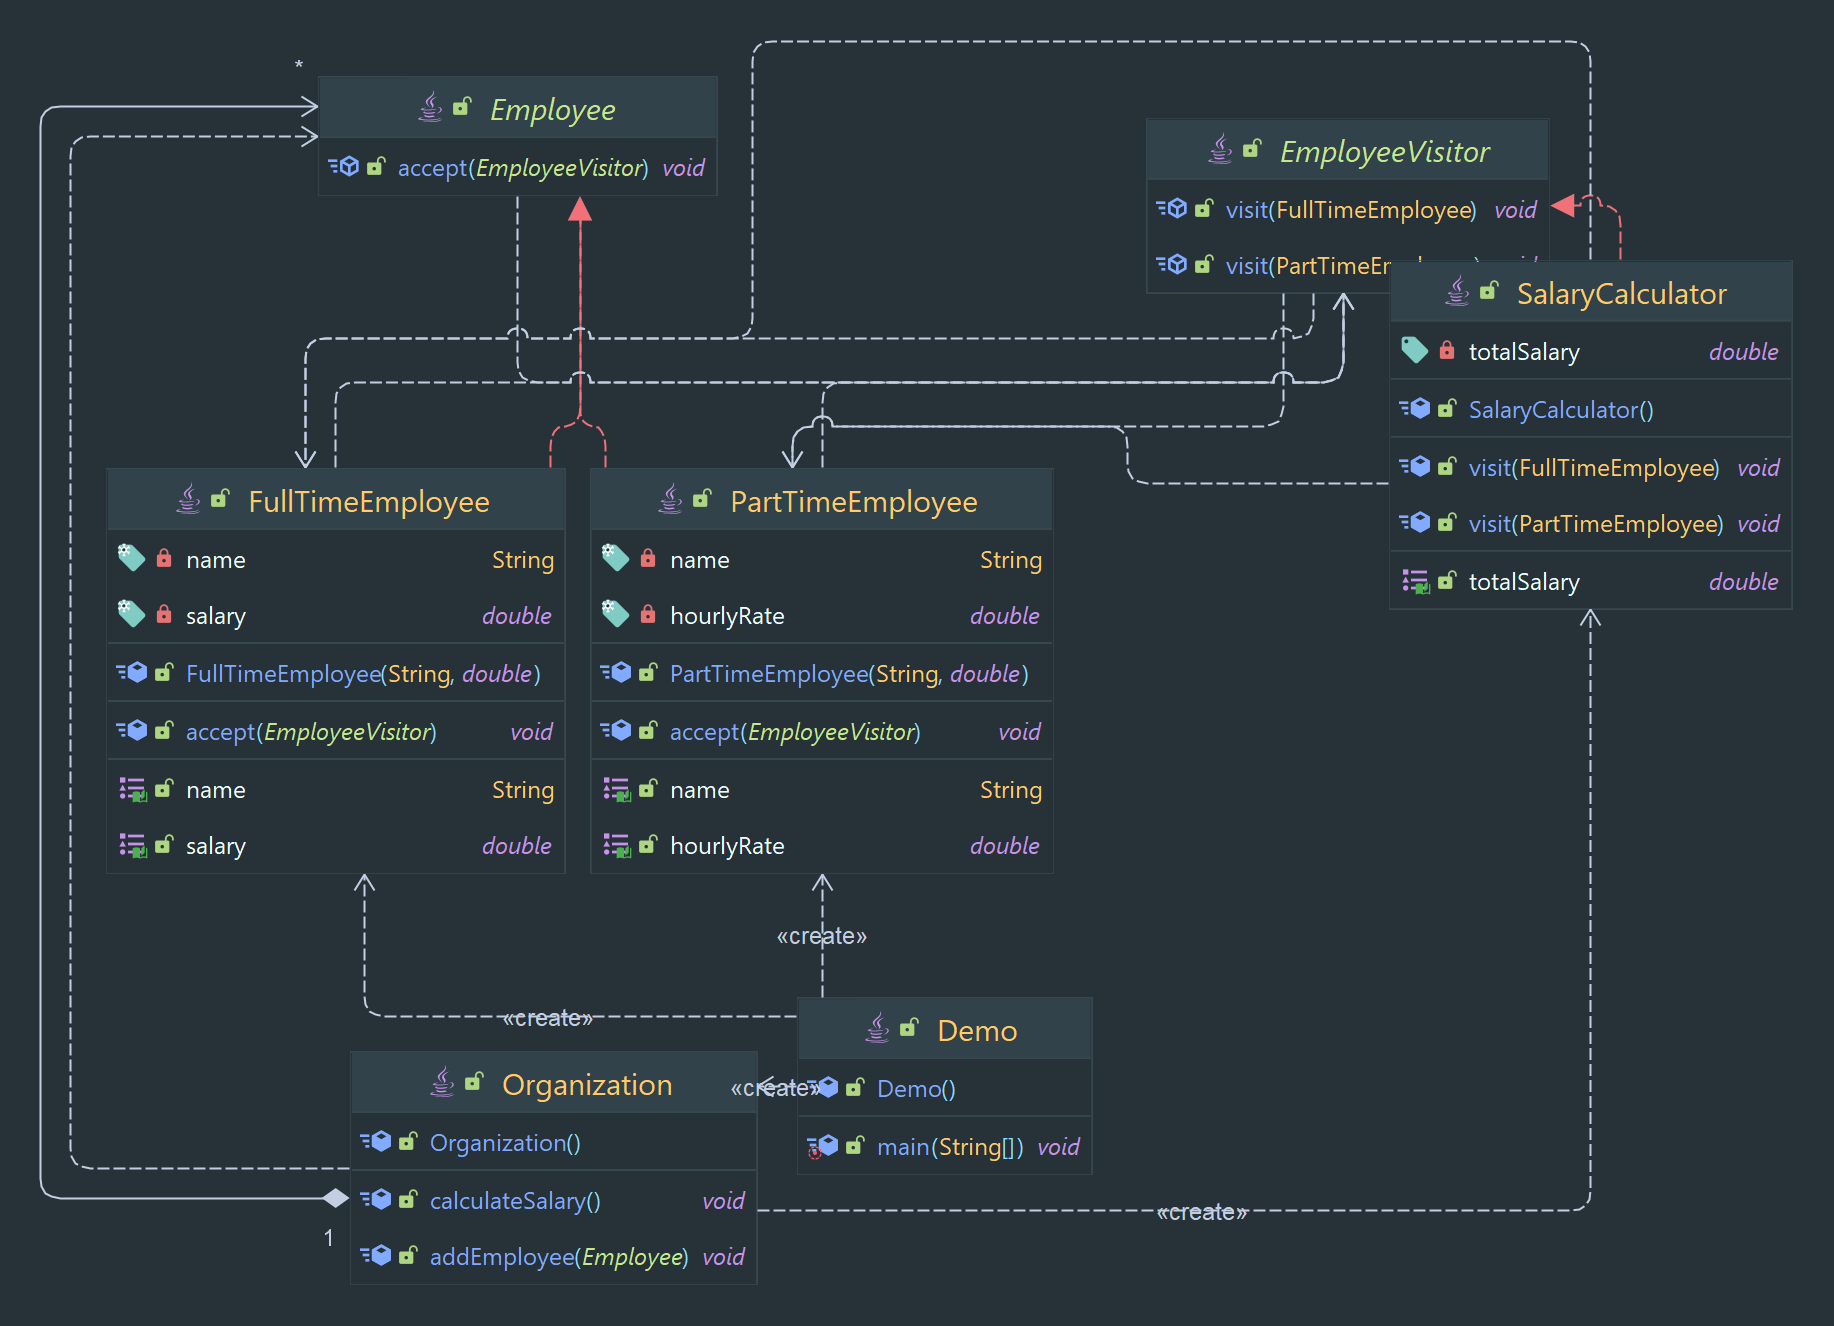 *
Employee
accept(EmployeeVisitor) void
EmployeeVisitor
visit(FullTimeEmployee) void
visit(
SalaryCalculator
totalSalary double
SalaryCalculator()
visit(FullTimeEmployee) void
visit(PartTimeEmployee) void
totalSalary double
FullTimeEmployee
name String
salary double
FullTimeEmployee(String, double)
accept(EmployeeVisitor) void
name String
salary double
PartTimeEmployee
name String
hourlyRate double
PartTimeEmployee(String, double)
accept(EmployeeVisitor) void
name String
hourlyRate double
«create»
«create»
Demo
«create»
Demo()
main(String[]) void
Organization
Organization()
calculateSalary() void
addEmployee(Employee) void
1
«create»